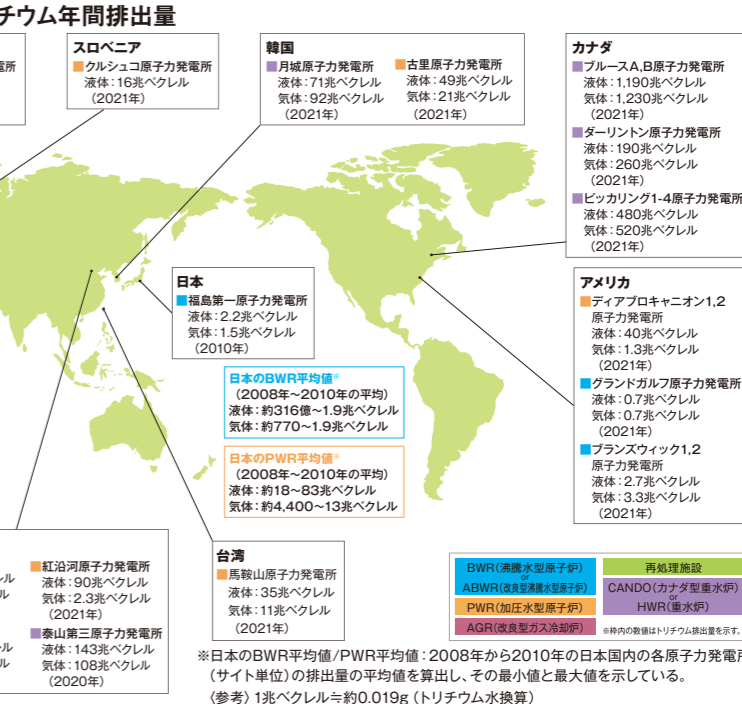 チウム年間排出量
電所
スロベニア
クルシュコ原子力発電所
液体：16兆ベクレル
（2021年）
韓国
月城原子力発電所
液体：71兆ベクレル
気体：92兆ベクレル
（2021年）
古里原子力発電所
液体：49兆ベクレル
気体：21兆ベクレル
（2021年）
カナダ
ブルースA,B原子力発電所
液体：1,190兆ベクレル
気体：1,230兆ベクレル
（2021年）
ダーリントン原子力発電所
液体：190兆ベクレル
気体：260兆ベクレル
（2021年）
ピッカリング1-4原子力発電所
液体：480兆ベクレル
気体：520兆ベクレル
（2021年）
日本
福島第一原子力発電所
液体：2.2兆ベクレル
気体：1.5兆ベクレル
（2010年）
日本のBWR平均値※
（2008年～2010年の平均）
液体：約316億～1.9兆ベクレル
気体：約770～1.9兆ベクレル
日本のPWR平均値※
（2008年～2010年の平均）
液体：約18～83兆ベクレル
気体：約4,400～13兆ベクレル
アメリカ
ディアブロキャニオン1,2
原子力発電所
液体：40兆ベクレル
気体：1.3兆ベクレル
（2021年）
グランドガルフ原子力発電所
液体：0.7兆ベクレル
気体：0.7兆ベクレル
（2021年）
ブランズウィック1,2
原子力発電所
液体：2.7兆ベクレル
気体：3.3兆ベクレル
（2021年）
レル
ル
レル
ル
紅沿河原子力発電所
液体：90兆ベクレル
気体：2.3兆ベクレル
（2021年）
泰山第三原子力発電所
液体：143兆ベクレル
気体：108兆ベクレル
（2020年）
台湾
馬鞍山原子力発電所
液体：35兆ベクレル
気体：11兆ベクレル
（2021年）
BWR（沸騰水型原子炉）
or
ABWR（改良型沸騰水型原子炉）
PWR（加圧水型原子炉）
AGR（改良型ガス冷却炉）
再処理施設
CANDO（カナダ型重水炉）
or
HWR（重水炉）
※枠内の数値はトリチウム排出量を示す。
※日本のBWR平均値/PWR平均値：2008年から2010年の日本国内の各原子力発電所
（サイト単位）の排出量の平均値を算出し、その最小値と最大値を示している。
〈参考〉1兆ベクレル≒約0.019g（トリチウム水換算）